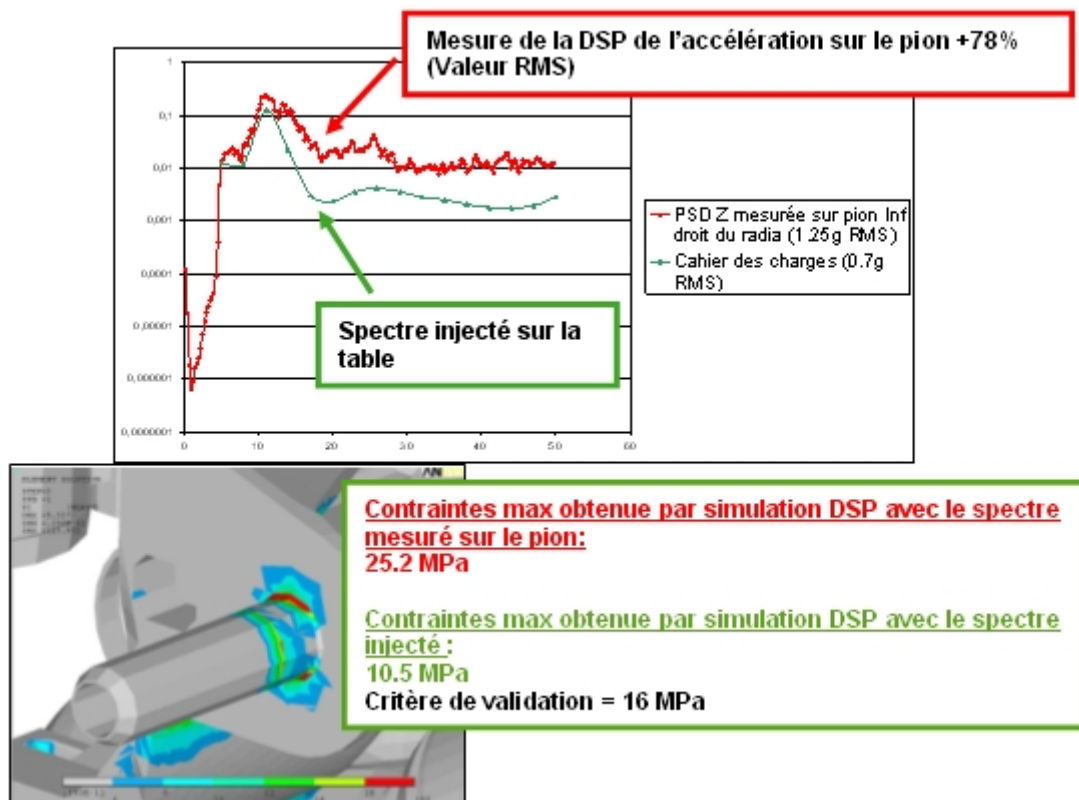 Mesure de la DSP de l'accélération sur le pion +78%
(Valeur RMS)
1
0,1
0,01
0,001
0,0001
0,00001
0,000001
0,0000001
0
10
20
30
40
50
60
PSD Z mesurée sur pion Inf
droit du radia (1.25g RMS)
Cahier des charges (0.7g
RMS)
Spectre injecté sur la
table
AN
ELEMENT SOLUTION
Contraintes max obtenue par simulation DSP avec le spectre
mesuré sur le pion:
25.2 MPa
Contraintes max obtenue par simulation DSP avec le spectre
injecté :
10.5 MPa
Critère de validation = 16 MPa